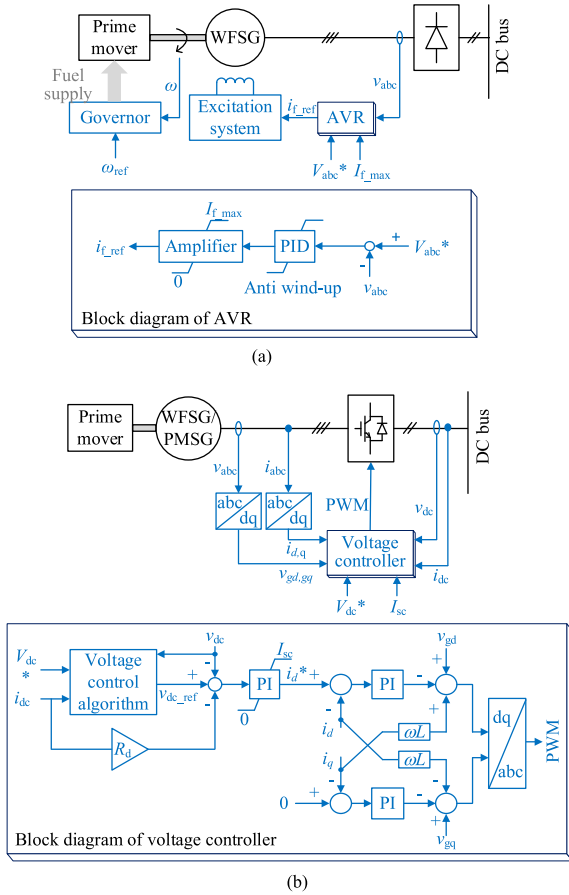 Prime
mover
WFSG
DC bus
Fuel
supply
ω
v_abc
Governor
Excitation
system
i_f_ref
AVR
ω_ref
V_abc*
I_f_max
I_f_max
i_f_ref
Amplifier
PID
+
V_abc*
0
-
v_abc
Anti wind-up
Block diagram of AVR
(a)
Prime
mover
WFSG/
PMSG
DC bus
v_abc
i_abc
PWM
v_dc
abc
dq
abc
dq
i_d,q
Voltage
controller
v_gd,gq
i_dc
V_dc*
I_sc
V_dc
*
i_dc
Voltage
control
algorithm
v_dc
-
+
v_dc_ref
-
I_sc
PI
0
i_d*
+
-
PI
-
v_gd
+
+
i_d
ωL
i_q
ωL
R_d
0
+
-
PI
-
-
+
v_gq
dq
abc
PWM
Block diagram of voltage controller
(b)